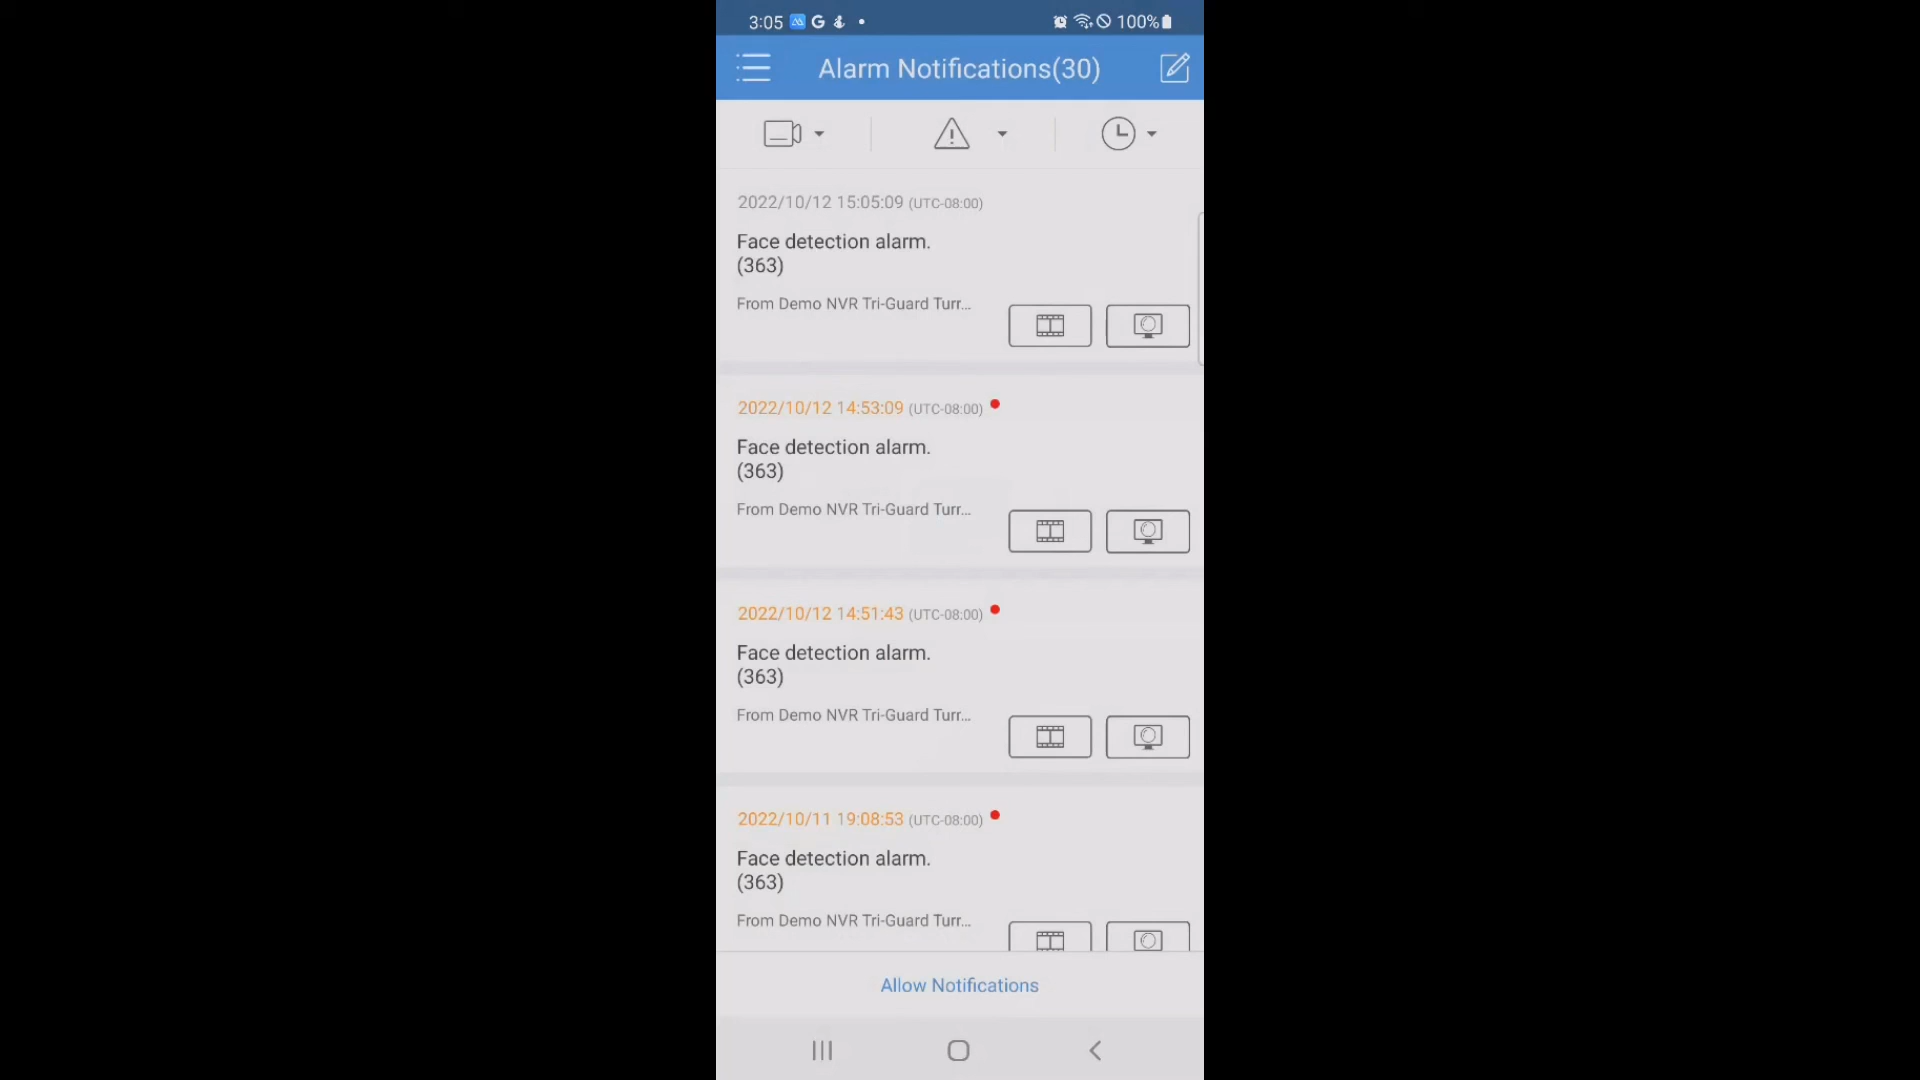 3:05 G 100%
Alarm Notifications(30)
2022/10/12 15:05:09 (UTC-08:00)
Face detection alarm.
(363)
From Demo NVR Tri-Guard Turr...
2022/10/12 14:53:09 (UTC-08:00)
Face detection alarm.
(363)
From Demo NVR Tri-Guard Turr...
2022/10/12 14:51:43 (UTC-08:00)
Face detection alarm.
(363)
From Demo NVR Tri-Guard Turr...
2022/10/11 19:08:53 (UTC-08:00)
Face detection alarm.
(363)
From Demo NVR Tri-Guard Turr...
Allow Notifications